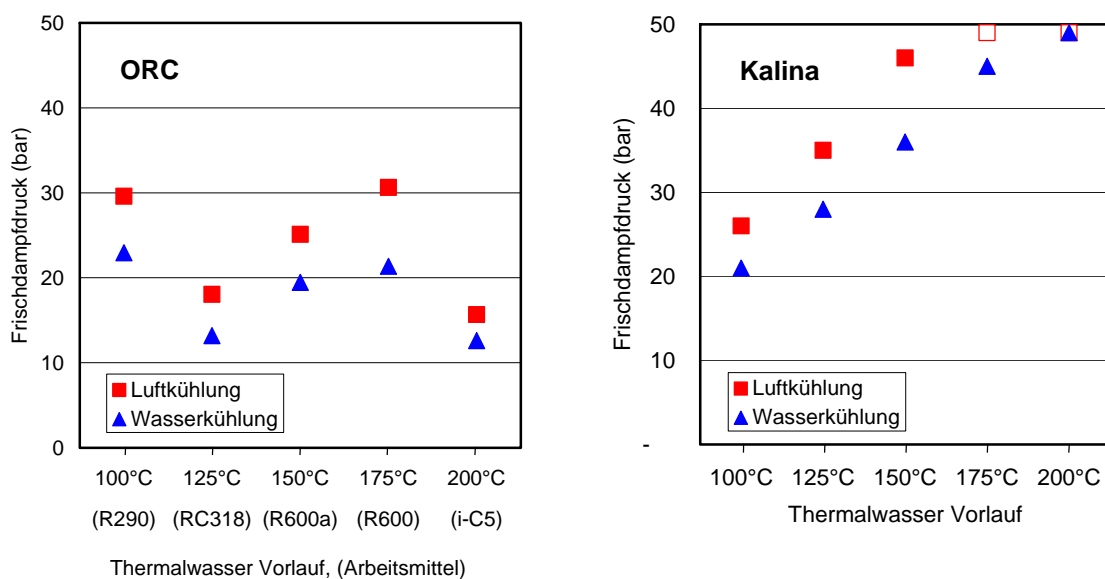 50
40
30
20
10
0
Frischdampfdruck (bar)
ORC
Luftkühlung
Wasserkühlung
100°C 125°C 150°C 175°C 200°C
(R290) (RC318) (R600a) (R600) (i-C5)
Thermalwasser Vorlauf, (Arbeitsmittel)
50
40
30
20
10
-
Frischdampfdruck (bar)
Kalina
Luftkühlung
Wasserkühlung
100°C 125°C 150°C 175°C 200°C
Thermalwasser Vorlauf